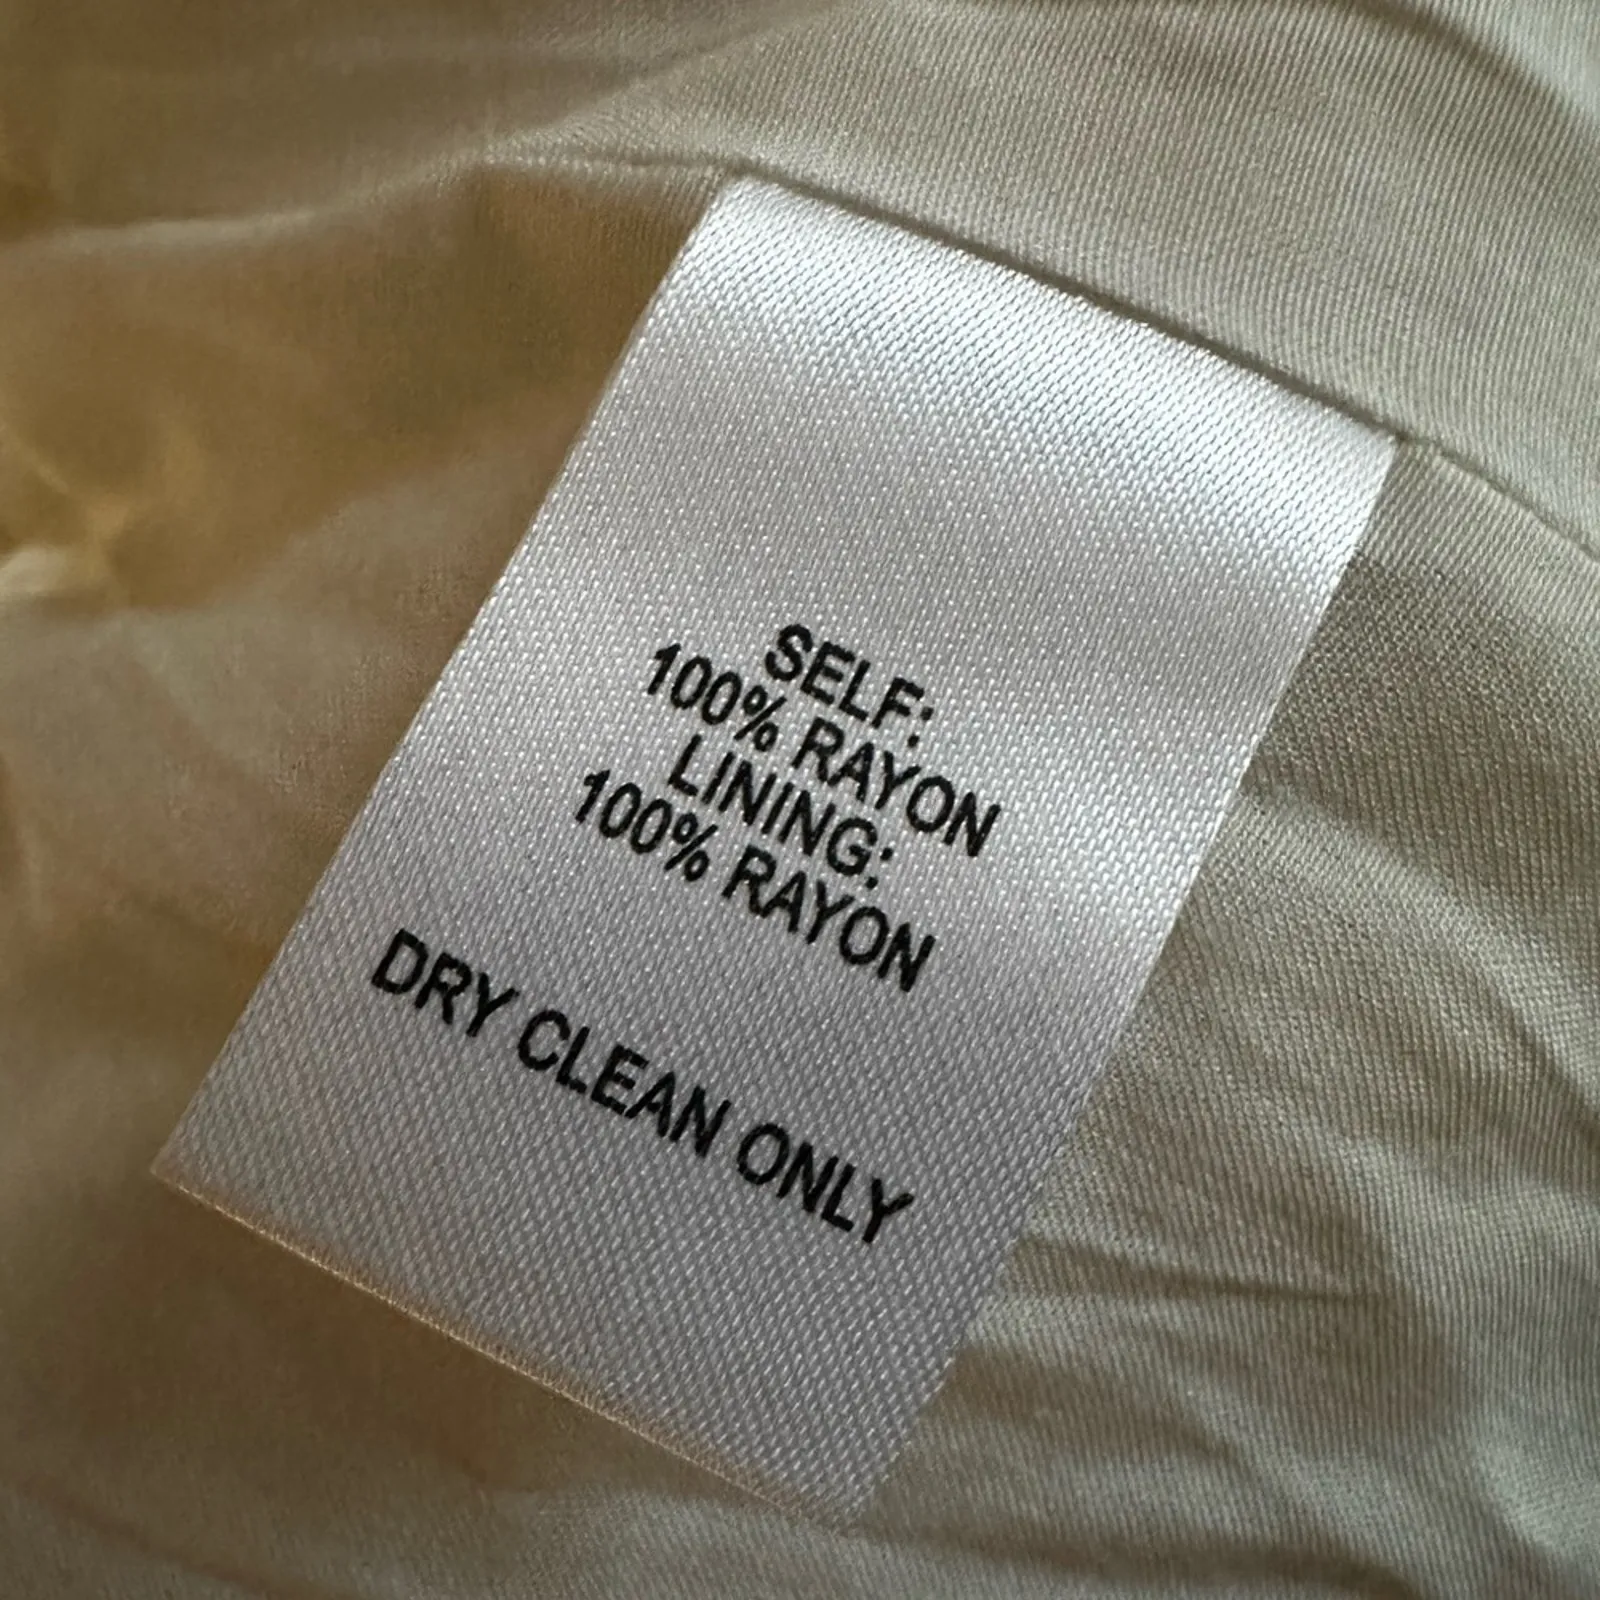 SELF:
100% RAYON
LINING:
100% RAYON
DRY CLEAN ONLY